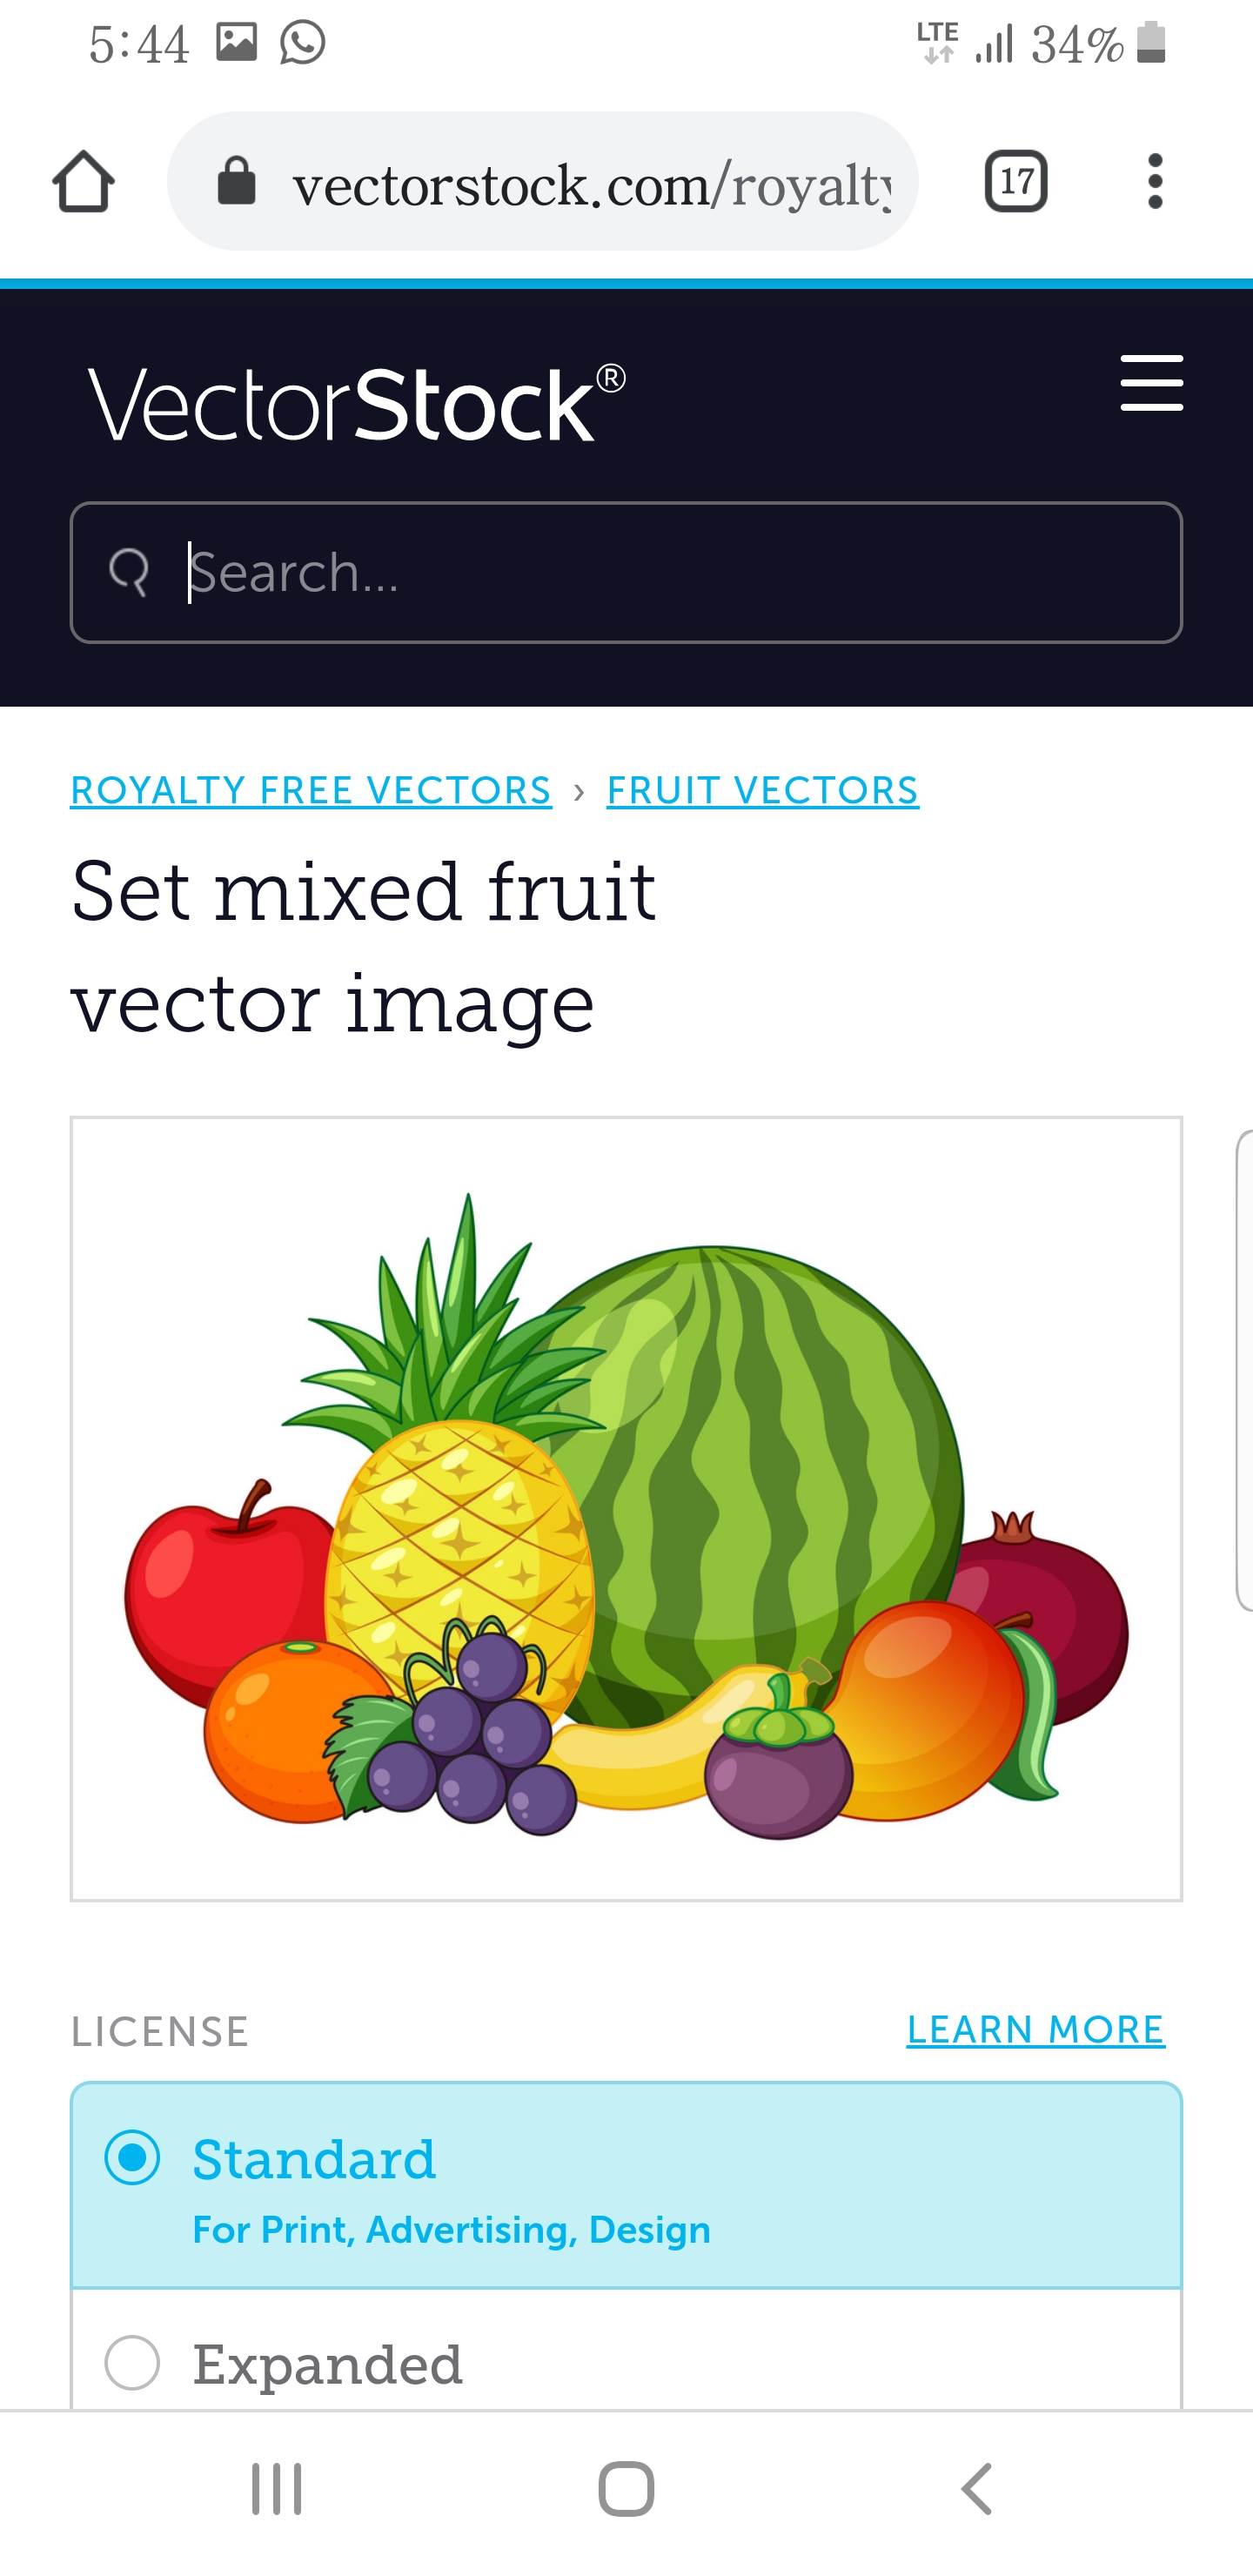 5:44 LTE 34%
vectorstock.com/royalty 17
VectorStock®
Search...
ROYALTY FREE VECTORS › FRUIT VECTORS
Set mixed fruit
vector image
LICENSE LEARN MORE
Standard
For Print, Advertising, Design
Expanded